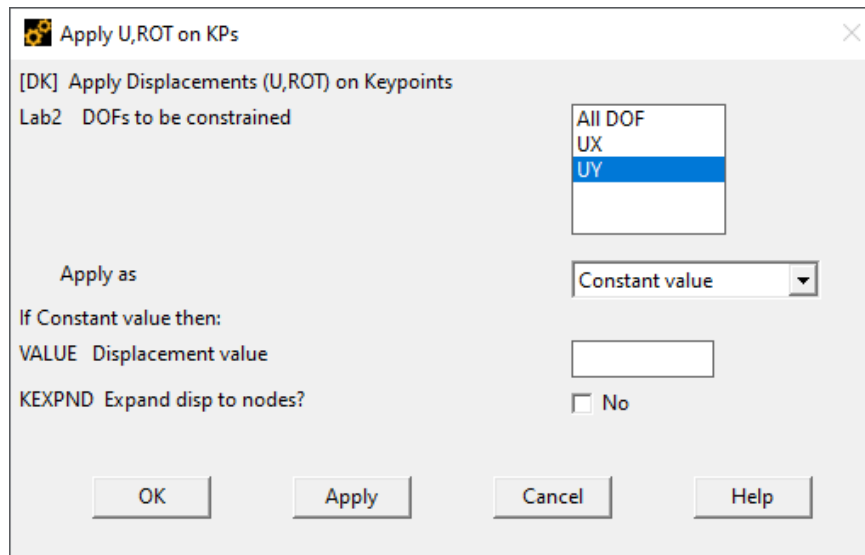 Apply U,ROT on KPs
[DK] Apply Displacements (U,ROT) on Keypoints
Lab2 DOFs to be constrained
All DOF
UX
UY
Apply as
Constant value
If Constant value then:
VALUE Displacement value
KEXPND Expand disp to nodes?
No
OK
Apply
Cancel
Help